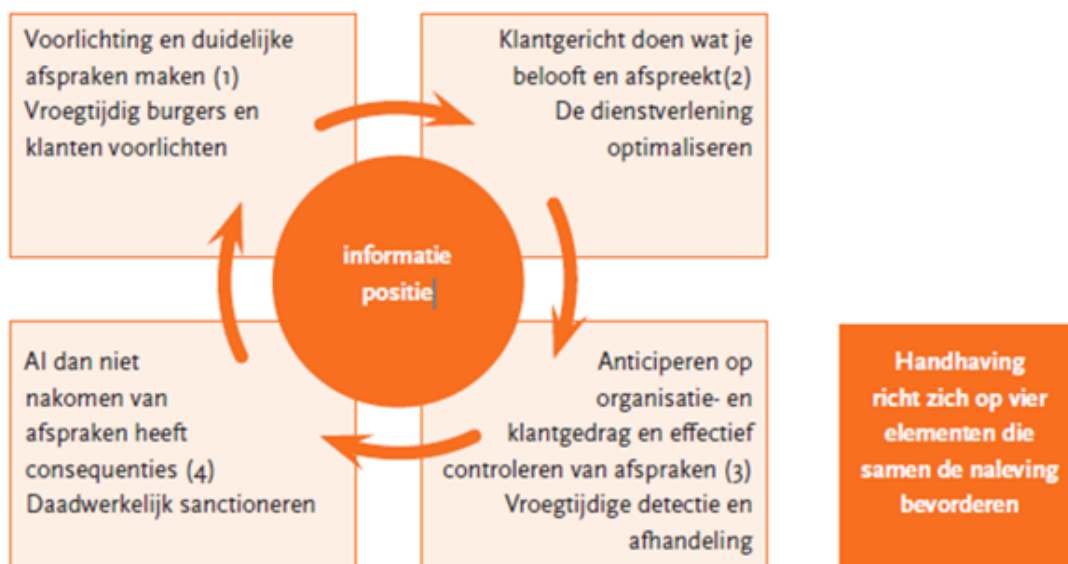 Voorlichting en duidelijke
afspraken maken (1)
Vroegtijdig burgers en
klanten voorlichten
Klantgericht doen wat je
belooft en afspreekt(2)
De dienstverlening
optimaliseren
informatie
positie
Al dan niet
nakomen van
afspraken heeft
consequenties (4)
Daadwerkelijk sanctioneren
Anticiperen op
organisatie- en
klantgedrag en effectief
controleren van afspraken (3)
Vroegtijdige detectie en
afhandeling
Handhaving
richt zich op vier
elementen die
samen de naleving
bevorderen